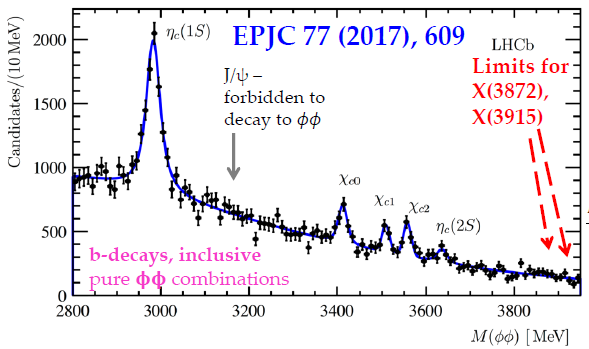 EPJC 77 (2017), 609
LHCb
Limits for
X(3872),
X(3915)
η_c(1S)
J/ψ –
forbidden to
decay to ϕϕ
χ_c0
χ_c1
χ_c2
η_c(2S)
b-decays, inclusive
pure ϕϕ combinations
Candidates/(10 MeV)
2000
1500
1000
500
0
2800 3000 3200 3400 3600 3800
M(ϕϕ) [MeV]